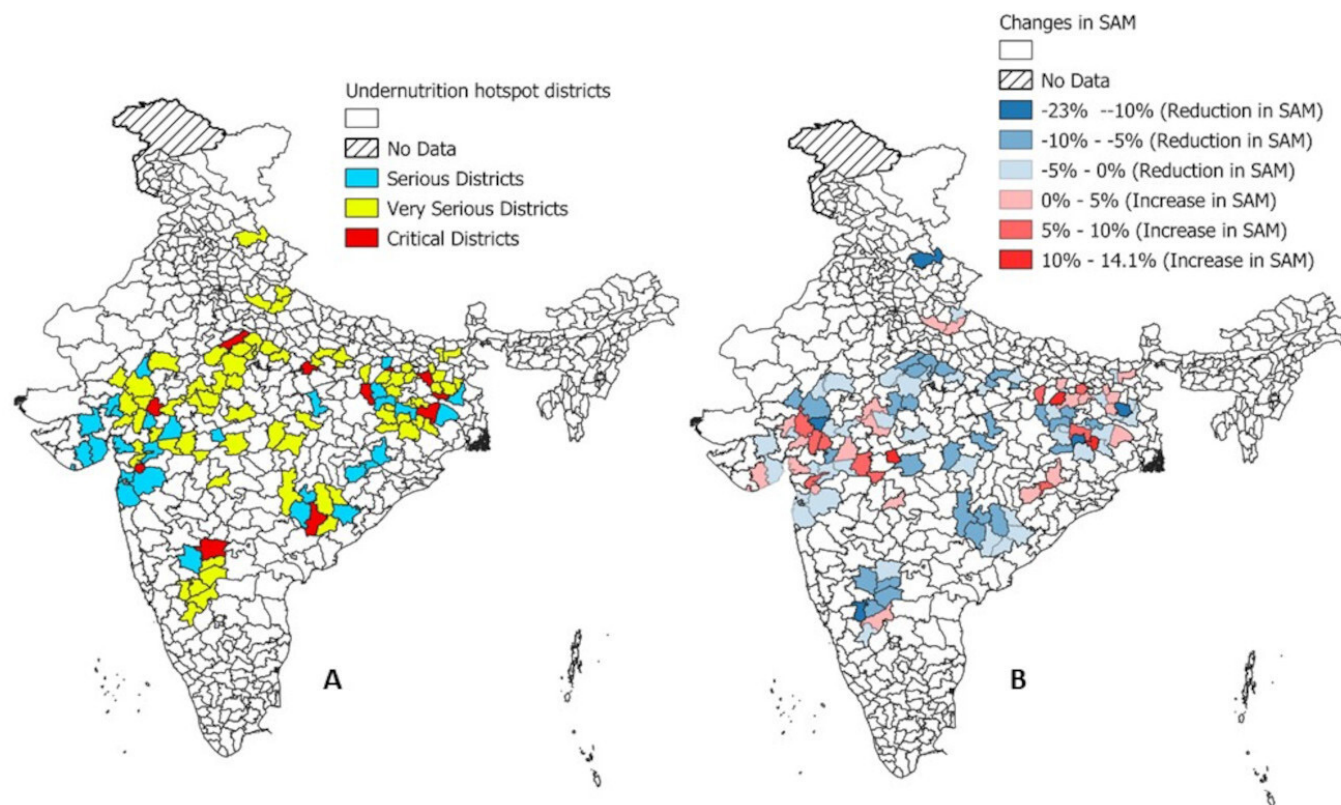 Undernutrition hotspot districts
No Data
Serious Districts
Very Serious Districts
Critical Districts
A
Changes in SAM
No Data
-23% --10% (Reduction in SAM)
-10% - -5% (Reduction in SAM)
-5% - 0% (Reduction in SAM)
0% - 5% (Increase in SAM)
5% - 10% (Increase in SAM)
10% - 14.1% (Increase in SAM)
B